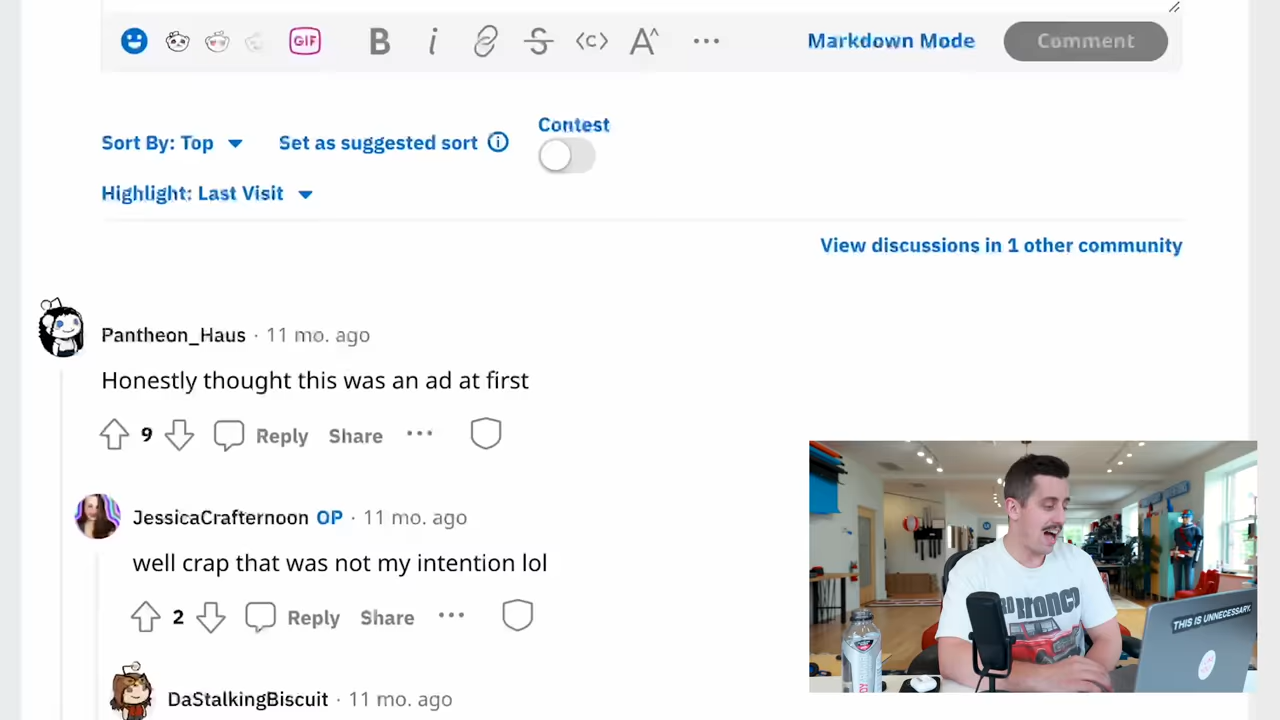 GIF
B i S <c> A^ ...
Markdown Mode
Comment
Sort By: Top
Set as suggested sort
Contest
Highlight: Last Visit
View discussions in 1 other community
Pantheon_Haus · 11 mo. ago
Honestly thought this was an ad at first
9 Reply Share ...
JessicaCrafternoon OP · 11 mo. ago
well crap that was not my intention lol
2 Reply Share ...
DaStalkingBiscuit · 11 mo. ago
BRONCO
THIS IS UNNECESSARY.